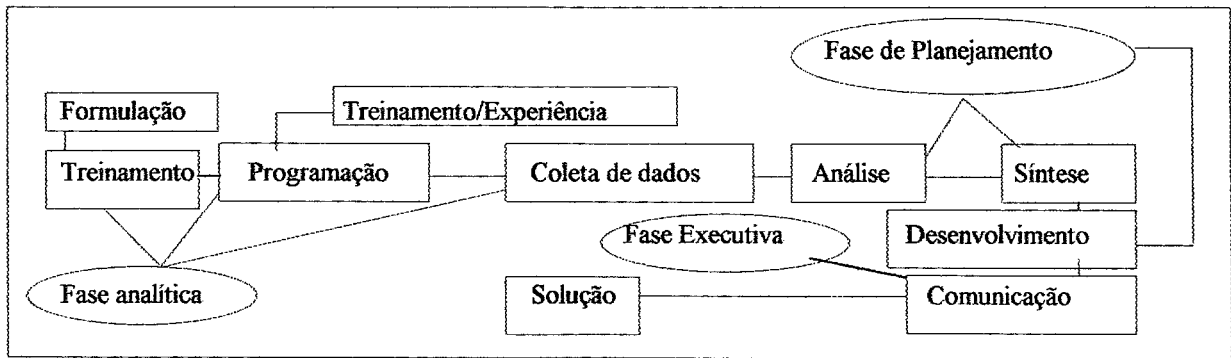 Fase de Planejamento
Formulação
Treinamento/Experiência
Treinamento
Programação
Coleta de dados
Análise
Síntese
Fase Executiva
Desenvolvimento
Fase analítica
Solução
Comunicação